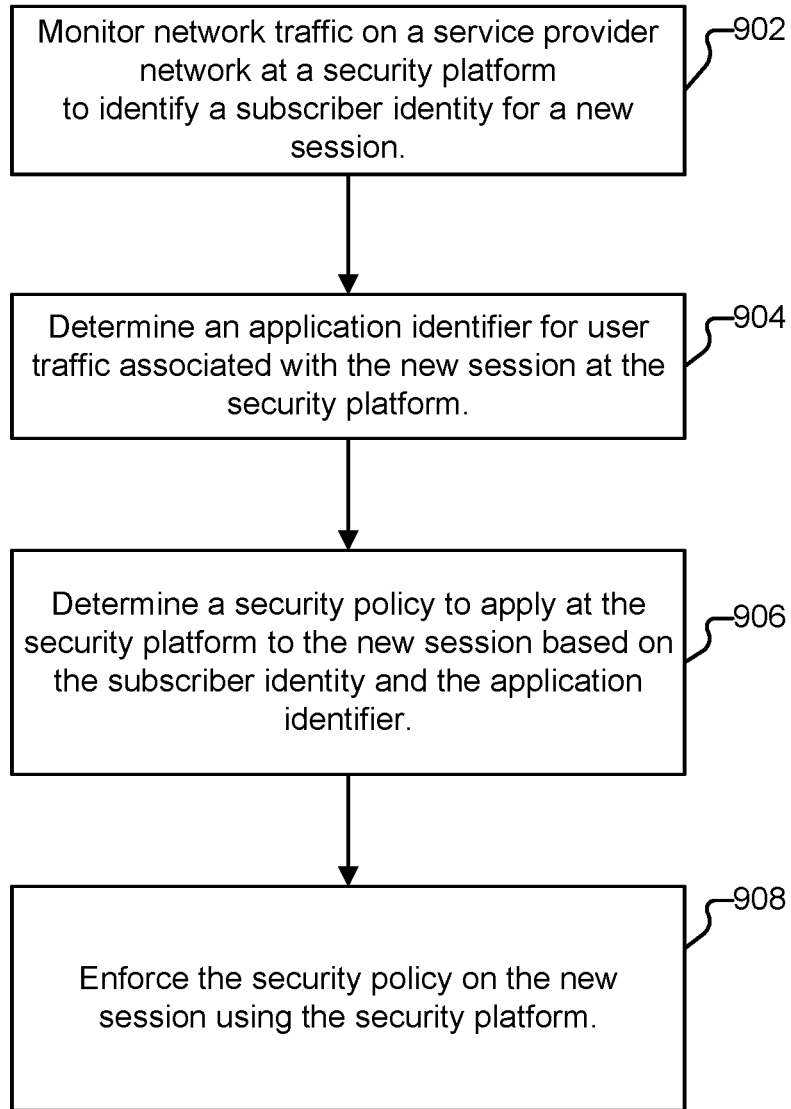 Monitor network traffic on a service provider
network at a security platform
to identify a subscriber identity for a new
session.
902
Determine an application identifier for user
traffic associated with the new session at the
security platform.
904
Determine a security policy to apply at the
security platform to the new session based on
the subscriber identity and the application
identifier.
906
Enforce the security policy on the new
session using the security platform.
908